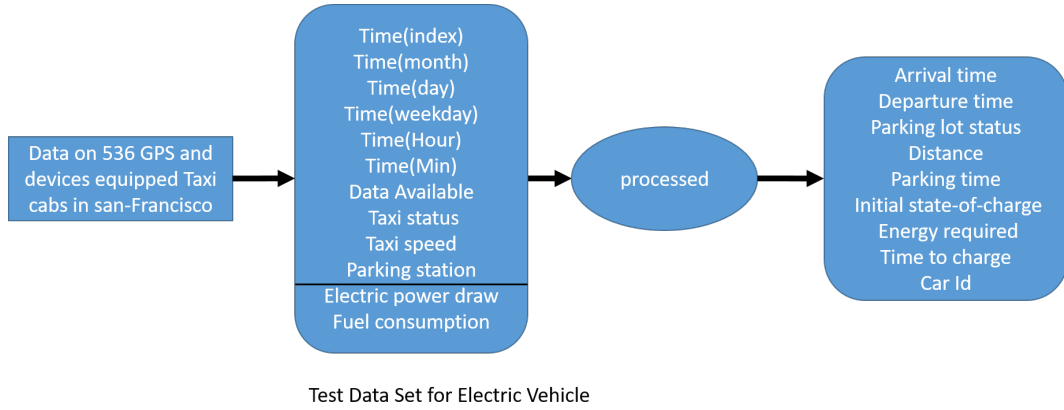 Data on 536 GPS and
devices equipped Taxi
cabs in san-Francisco
Time(index)
Time(month)
Time(day)
Time(weekday)
Time(Hour)
Time(Min)
Data Available
Taxi status
Taxi speed
Parking station
Electric power draw
Fuel consumption
processed
Arrival time
Departure time
Parking lot status
Distance
Parking time
Initial state-of-charge
Energy required
Time to charge
Car Id
Test Data Set for Electric Vehicle